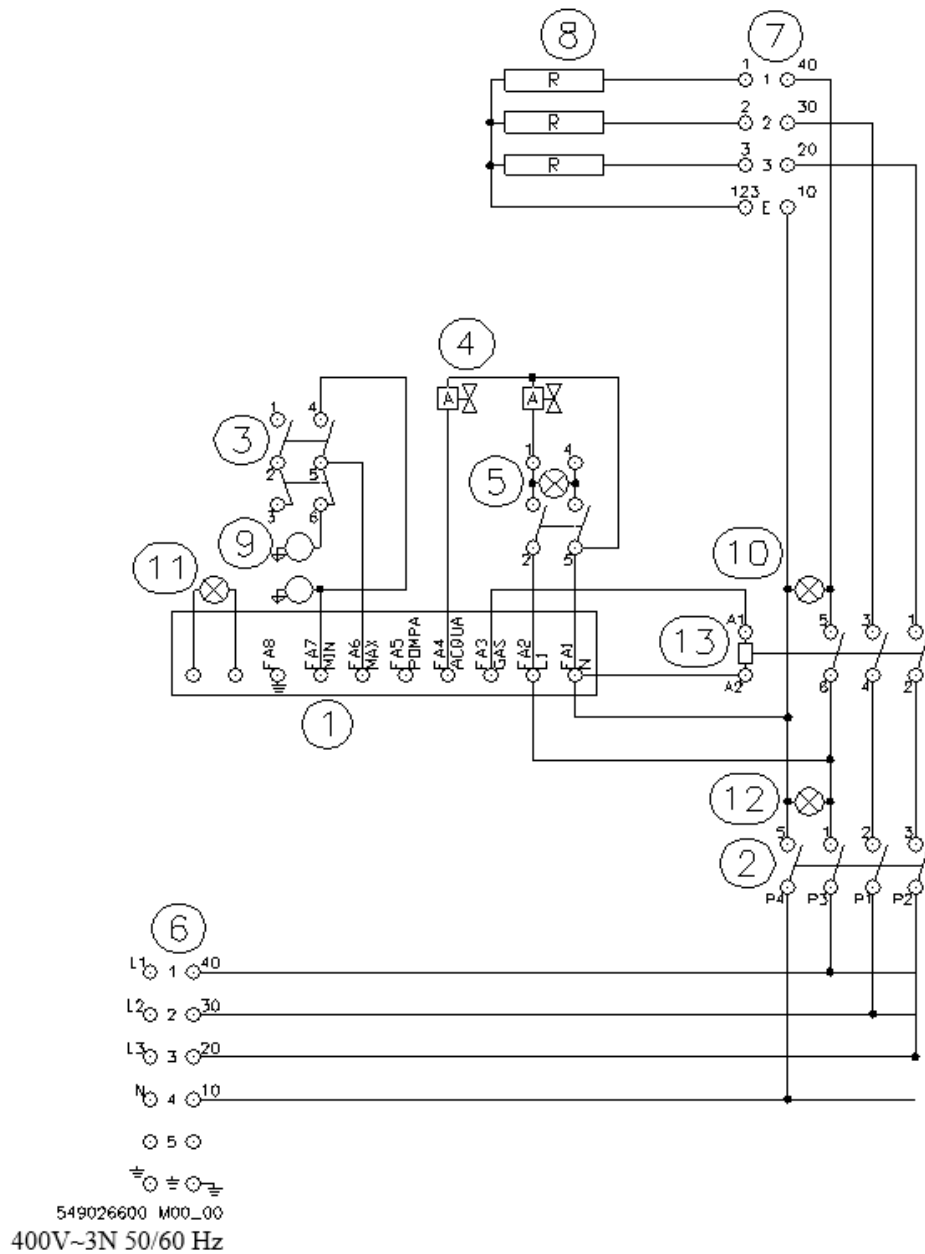 8 7
1 1 40
R
2 2 30
R
3 3 20
R
123 E 10
4
A A
1 4
3
2 5
3 6
1 4
5
2 5
9
11
10
A1 5 3 1
13
A2 6 4 2
FA8
FA7 MIN
FA6 MAX
FA5 POMPA
FA4 ACQUA
FA3 GAS
FA2 L1
FA1 N
1
12
5 1 2 3
2
P4 P3 P1 P2
6
L1 1 40
L2 2 30
L3 3 20
N 4 10
5
549026600 M00_00
400V~3N 50/60 Hz